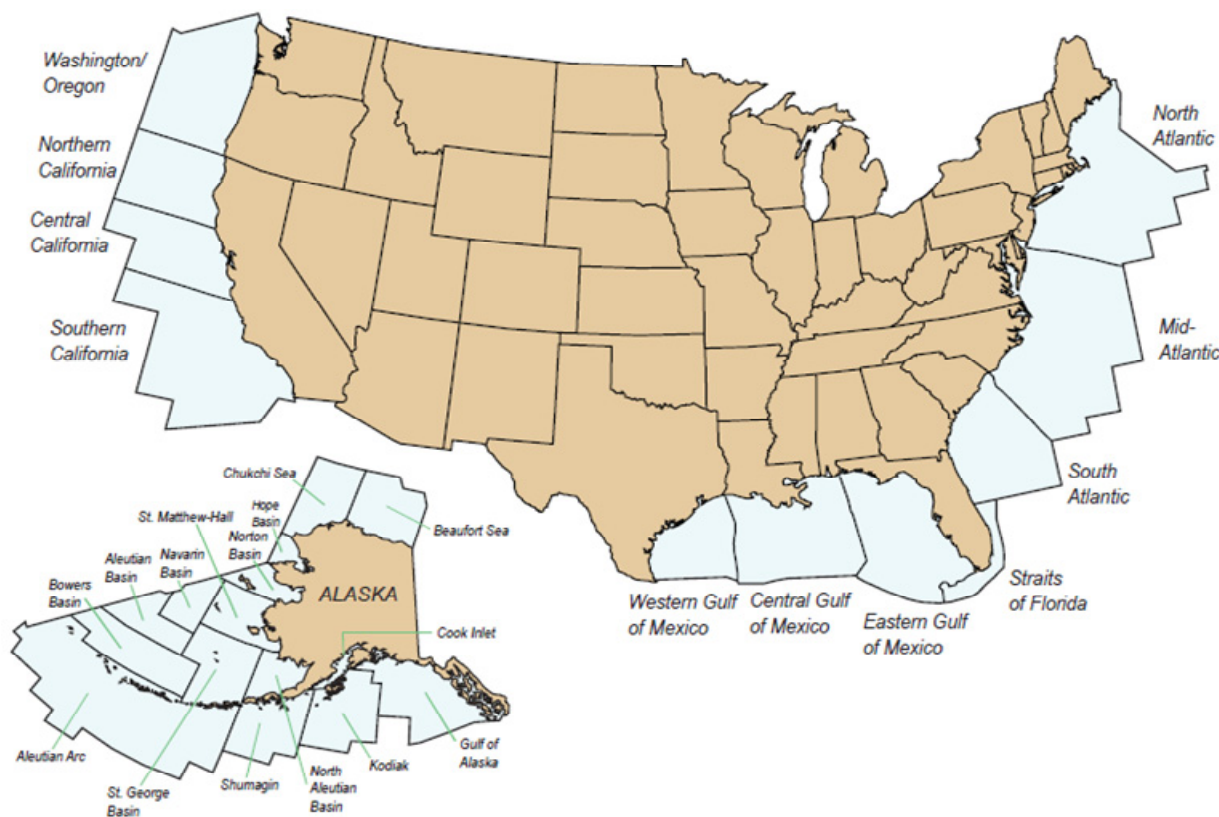 Washington/
Oregon
Northern
California
Central
California
Southern
California
North
Atlantic
Mid-
Atlantic
South
Atlantic
Straits
of Florida
Eastern Gulf
of Mexico
Central Gulf
of Mexico
Western Gulf
of Mexico
Chukchi Sea
Beaufort Sea
Hope
Basin
St. Matthew-Hall
Norton
Basin
Navarin
Basin
Aleutian
Basin
Bowers
Basin
ALASKA
Cook Inlet
Aleutian Arc
St. George
Basin
Shumagin
North
Aleutian
Basin
Kodiak
Gulf of
Alaska